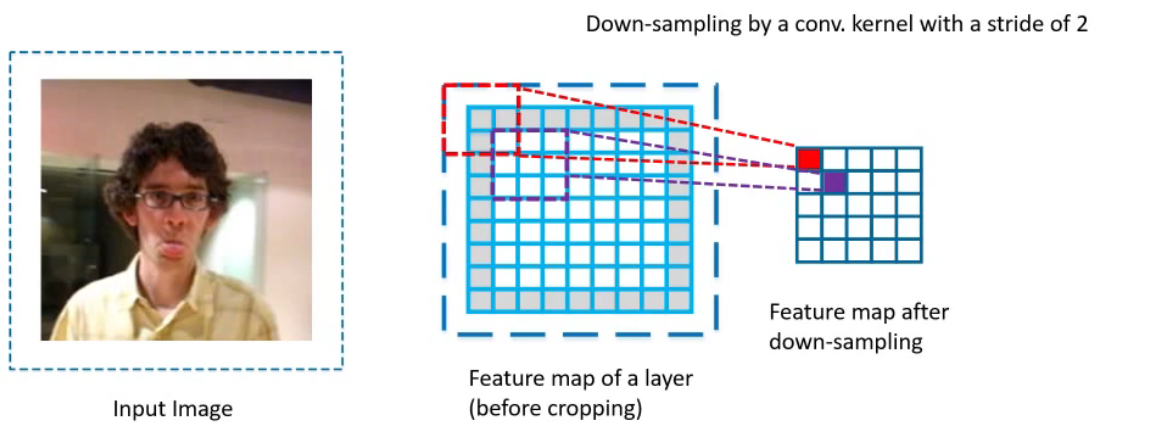 Down-sampling by a conv. kernel with a stride of 2
Input Image
Feature map of a layer
(before cropping)
Feature map after
down-sampling